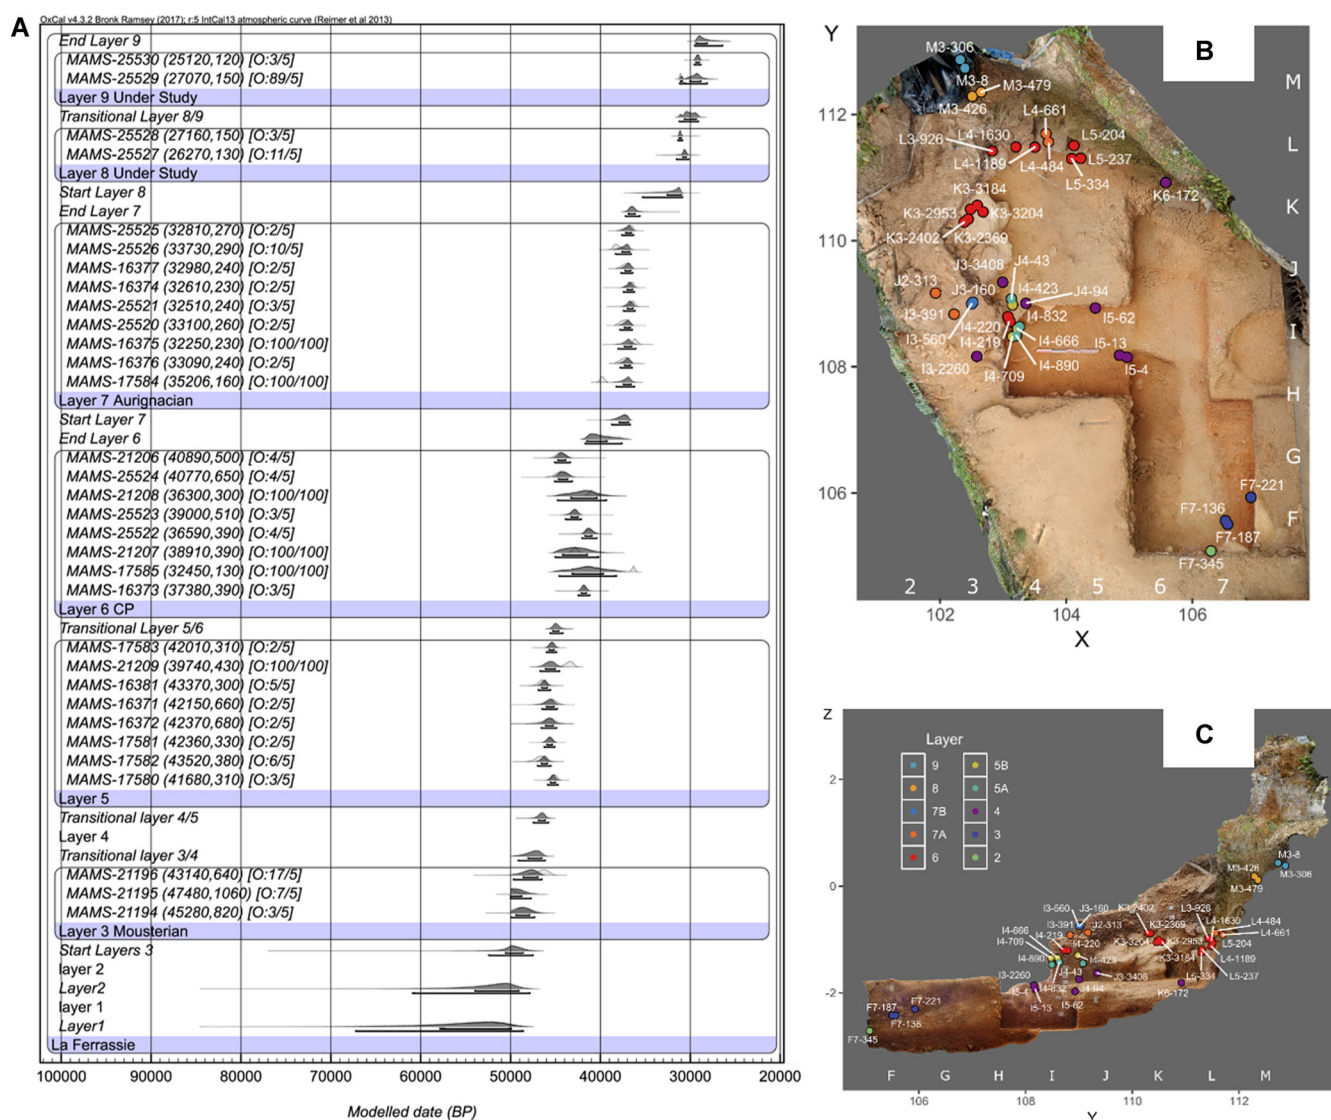 A
OxCal v4.3.2 Bronk Ramsey (2017); r:5 IntCal13 atmospheric curve (Reimer et al 2013)
End Layer 9
MAMS-25530 (25120,120) [O:3/5]
MAMS-25529 (27070,150) [O:89/5]
Layer 9 Under Study
Transitional Layer 8/9
MAMS-25528 (27160,150) [O:3/5]
MAMS-25527 (26270,130) [O:11/5]
Layer 8 Under Study
Start Layer 8
End Layer 7
MAMS-25525 (32810,270) [O:2/5]
MAMS-25526 (33730,290) [O:10/5]
MAMS-16377 (32980,240) [O:2/5]
MAMS-16374 (32610,230) [O:2/5]
MAMS-25521 (32510,240) [O:3/5]
MAMS-25520 (33100,260) [O:2/5]
MAMS-16375 (32250,230) [O:100/100]
MAMS-16376 (33090,240) [O:2/5]
MAMS-17584 (35206,160) [O:100/100]
Layer 7 Aurignacian
Start Layer 7
End Layer 6
MAMS-21206 (40890,500) [O:4/5]
MAMS-25524 (40770,650) [O:4/5]
MAMS-21208 (36300,300) [O:100/100]
MAMS-25523 (39000,510) [O:3/5]
MAMS-25522 (36590,390) [O:4/5]
MAMS-21207 (38910,390) [O:100/100]
MAMS-17585 (32450,130) [O:100/100]
MAMS-16373 (37380,390) [O:3/5]
Layer 6 CP
Transitional Layer 5/6
MAMS-17583 (42010,310) [O:2/5]
MAMS-21209 (39740,430) [O:100/100]
MAMS-16381 (43370,300) [O:5/5]
MAMS-16371 (42150,660) [O:2/5]
MAMS-16372 (42370,680) [O:2/5]
MAMS-17581 (42360,330) [O:2/5]
MAMS-17582 (43520,380) [O:6/5]
MAMS-17580 (41680,310) [O:3/5]
Layer 5
Transitional layer 4/5
Layer 4
Transitional layer 3/4
MAMS-21196 (43140,640) [O:17/5]
MAMS-21195 (47480,1060) [O:7/5]
MAMS-21194 (45280,820) [O:3/5]
Layer 3 Mousterian
Start Layers 3
layer 2
Layer2
layer 1
Layer1
La Ferrassie
100000 90000 80000 70000 60000 50000 40000 30000 20000
Modelled date (BP)
B
Y
M3-306
M3-8
M3-479
M3-426
M
112
L4-661
L3-926
L4-1630
L5-204
L
L4-1189
L4-484
L5-237
L5-334
K6-172
K3-3184
K3-2953
K3-3204
K
K3-2402
K3-2369
110
J3-3408
J4-43
J
J2-313
J3-160
I4-423
J4-94
I3-391
I4-832
I5-62
I3-560
I4-220
I4-219
I4-666
I5-13
I
I3-2260
I4-709
I4-890
I5-4
108
H
G
106
F7-221
F7-136
F7-187
F
F7-345
2 3 4 5 6 7
102 104 106
X
C
Z
Layer
9 5B
8 5A
7B 4
7A 3
6 2
2
0
-2
M3-8
M3-426
M3-306
M3-479
I3-560
J3-160
K3-2402
L3-926
I3-391
J2-313
K3-2369
L4-1630
L4-484
I4-666
I4-219
L4-661
I4-709
I4-220
K3-3204
K3-2953
L5-204
I4-890
I4-423
K3-3184
L4-1189
I3-2260
J4-43
J3-3408
L5-334
L5-237
I5-4
I4-832
J4-94
K6-172
I5-13
I5-62
F7-187
F7-221
F7-136
F7-345
F G H I J K L M
106 108 110 112
Y